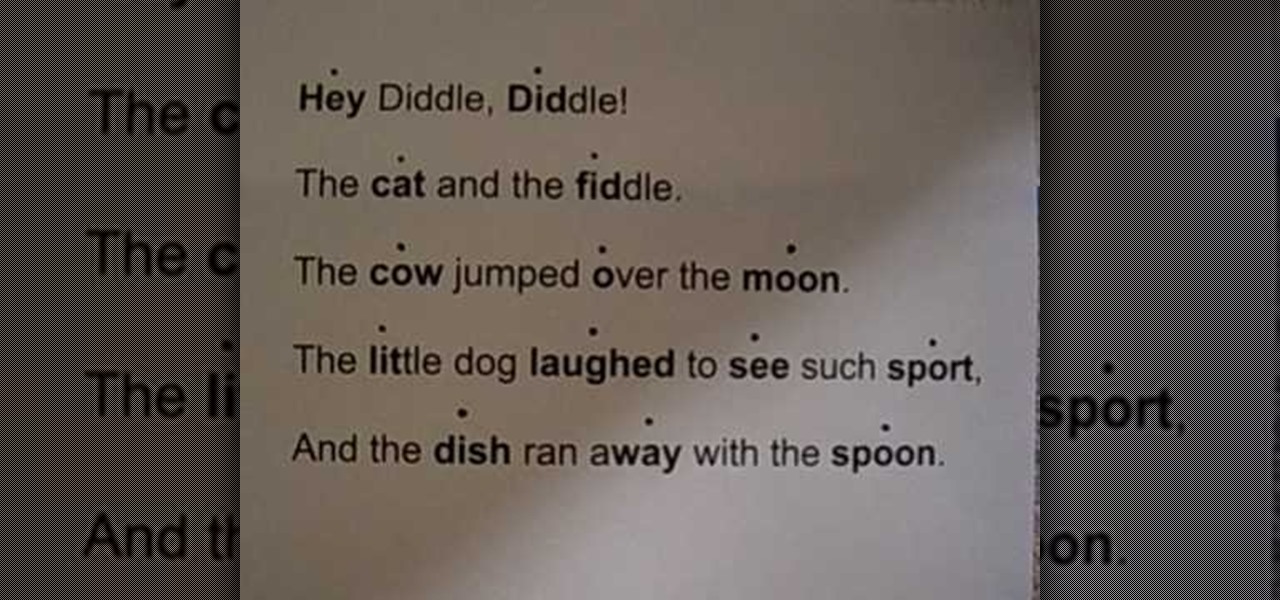 Hey Diddle, Diddle!
The cat and the fiddle.
The cow jumped over the moon.
The little dog laughed to see such sport,
And the dish ran away with the spoon.